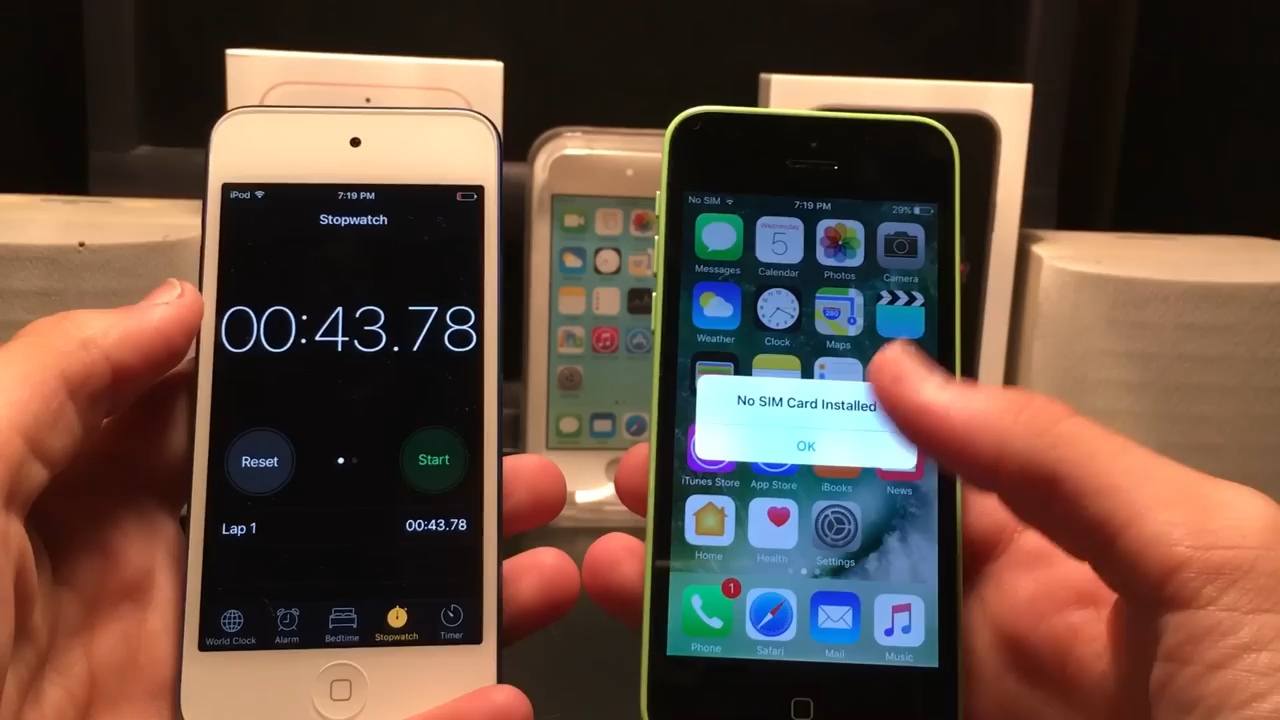 iPod
7:19 PM
Stopwatch
00:43.78
Reset
Start
Lap 1
00:43.78
World Clock
Alarm
Bedtime
Stopwatch
Timer
No SIM
7:19 PM
29%
Wednesday
5
Messages
Calendar
Photos
Camera
280
Weather
Clock
Maps
No SIM Card Installed
OK
iTunes Store
App Store
iBooks
News
Home
Health
Settings
1
Phone
Safari
Mail
Music